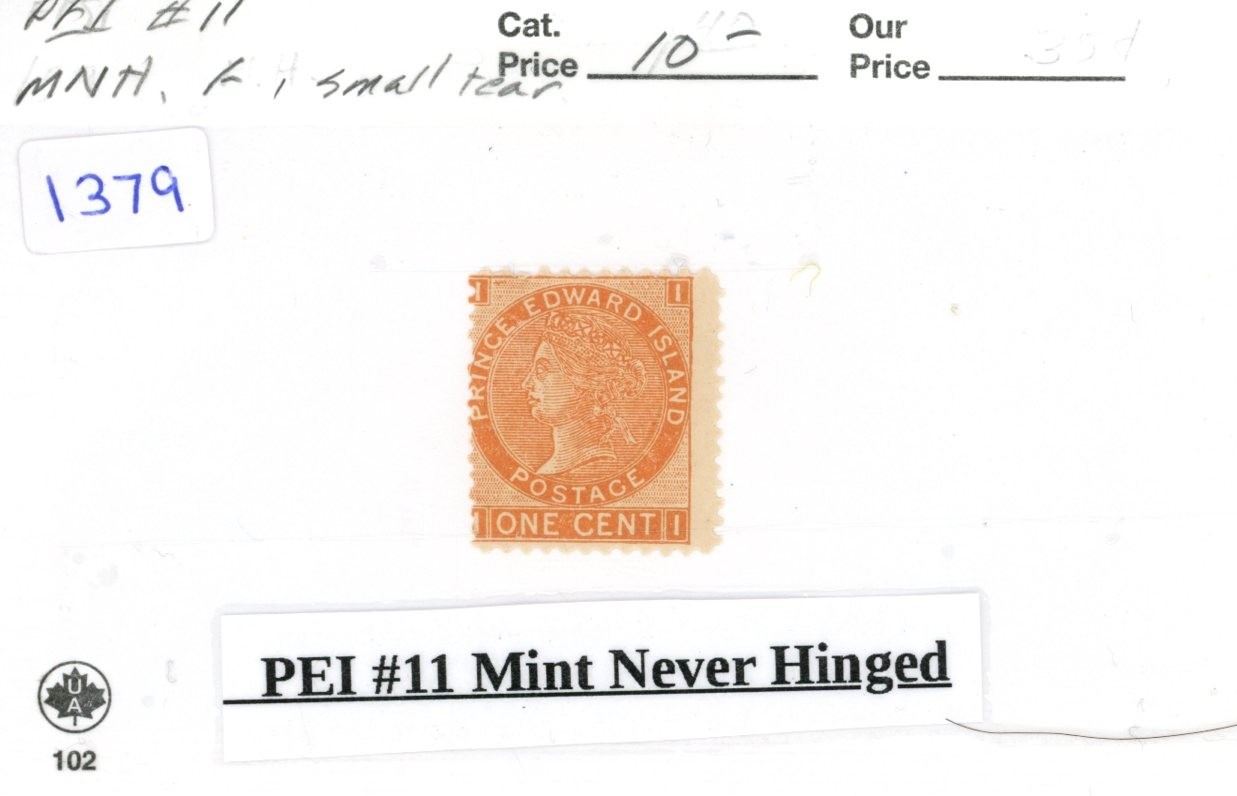 PEI #11
Cat. Price 10-
Our Price
MNH, F, small tear
1379
I I
PRINCE EDWARD ISLAND
POSTAGE
I ONE CENT I
PEI #11 Mint Never Hinged
UAI
102